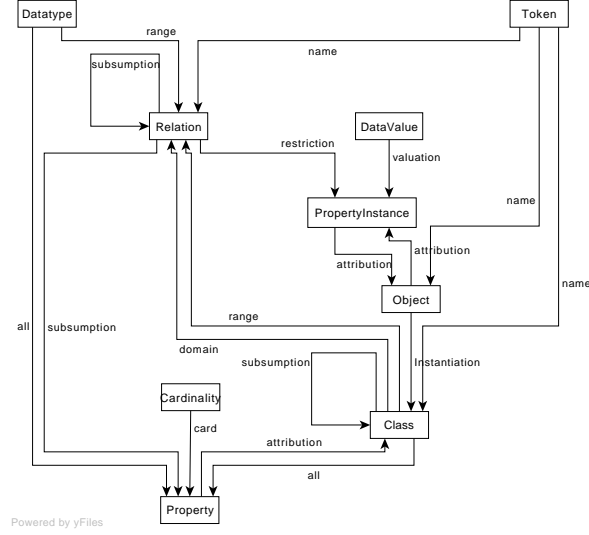 Datatype
Token
range
name
subsumption
Relation
DataValue
restriction
valuation
name
PropertyInstance
attribution
attribution
name
Object
range
all
subsumption
domain
subsumption
Instantiation
Cardinality
card
Class
attribution
all
Property
Powered by yFiles